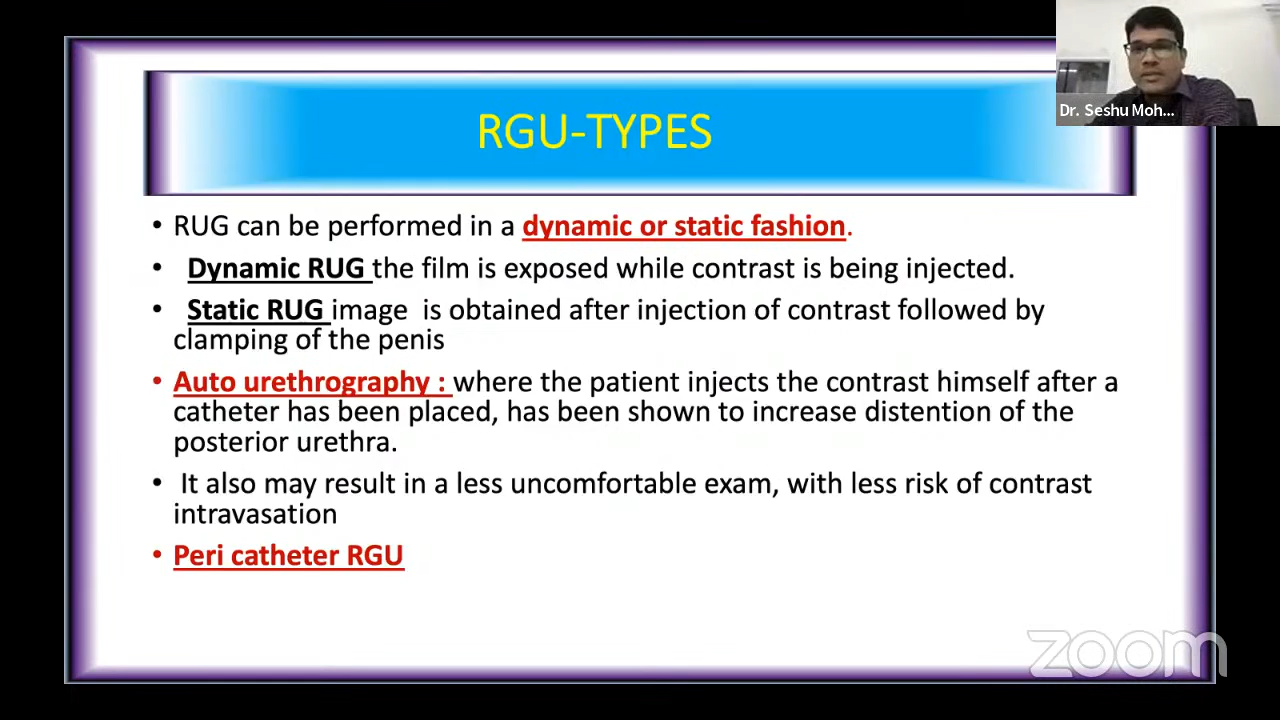 Dr. Seshu Moh...
RGU-TYPES
• RUG can be performed in a dynamic or static fashion.
• Dynamic RUG the film is exposed while contrast is being injected.
• Static RUG image is obtained after injection of contrast followed by
clamping of the penis
• Auto urethrography : where the patient injects the contrast himself after a
catheter has been placed, has been shown to increase distention of the
posterior urethra.
• It also may result in a less uncomfortable exam, with less risk of contrast
intravasation
• Peri catheter RGU
zoom